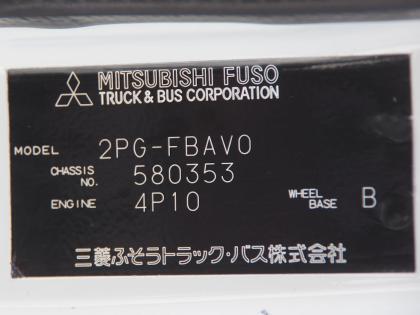 MITSUBISHI FUSO
TRUCK & BUS CORPORATION
MODEL 2PG-FBAV0
CHASSIS NO. 580353
ENGINE 4P10 WHEEL BASE B
三菱ふそうトラック・バス株式会社